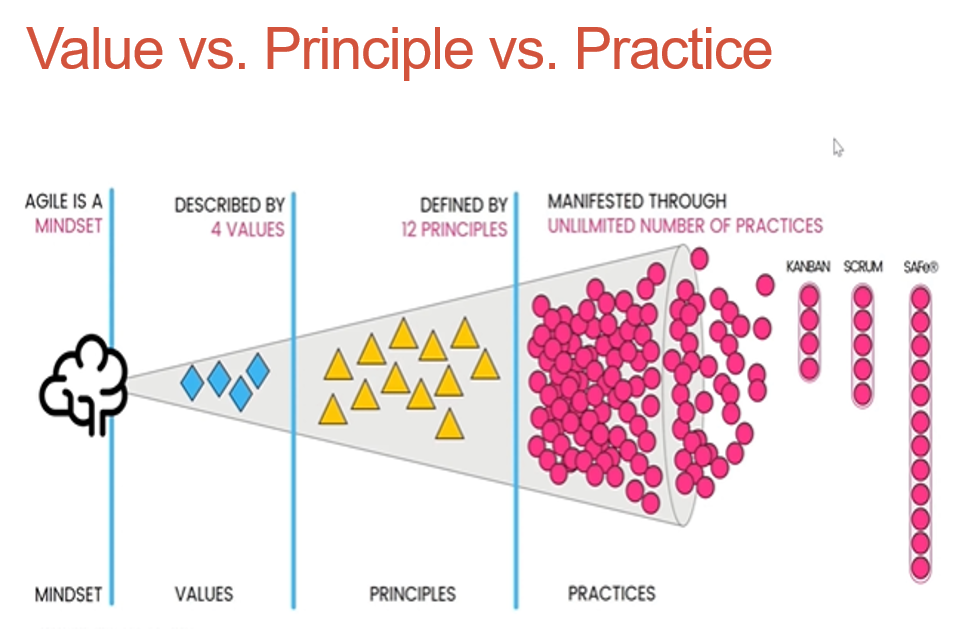 Value vs. Principle vs. Practice
AGILE IS A
MINDSET
DESCRIBED BY
4 VALUES
DEFINED BY
12 PRINCIPLES
MANIFESTED THROUGH
UNLILMITED NUMBER OF PRACTICES
KANBAN
SCRUM
SAFe®
MINDSET
VALUES
PRINCIPLES
PRACTICES